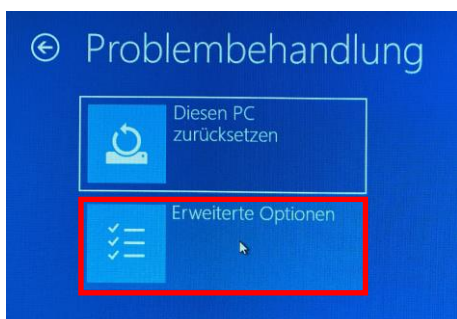 Problembehandlung
Diesen PC
zurücksetzen
Erweiterte Optionen